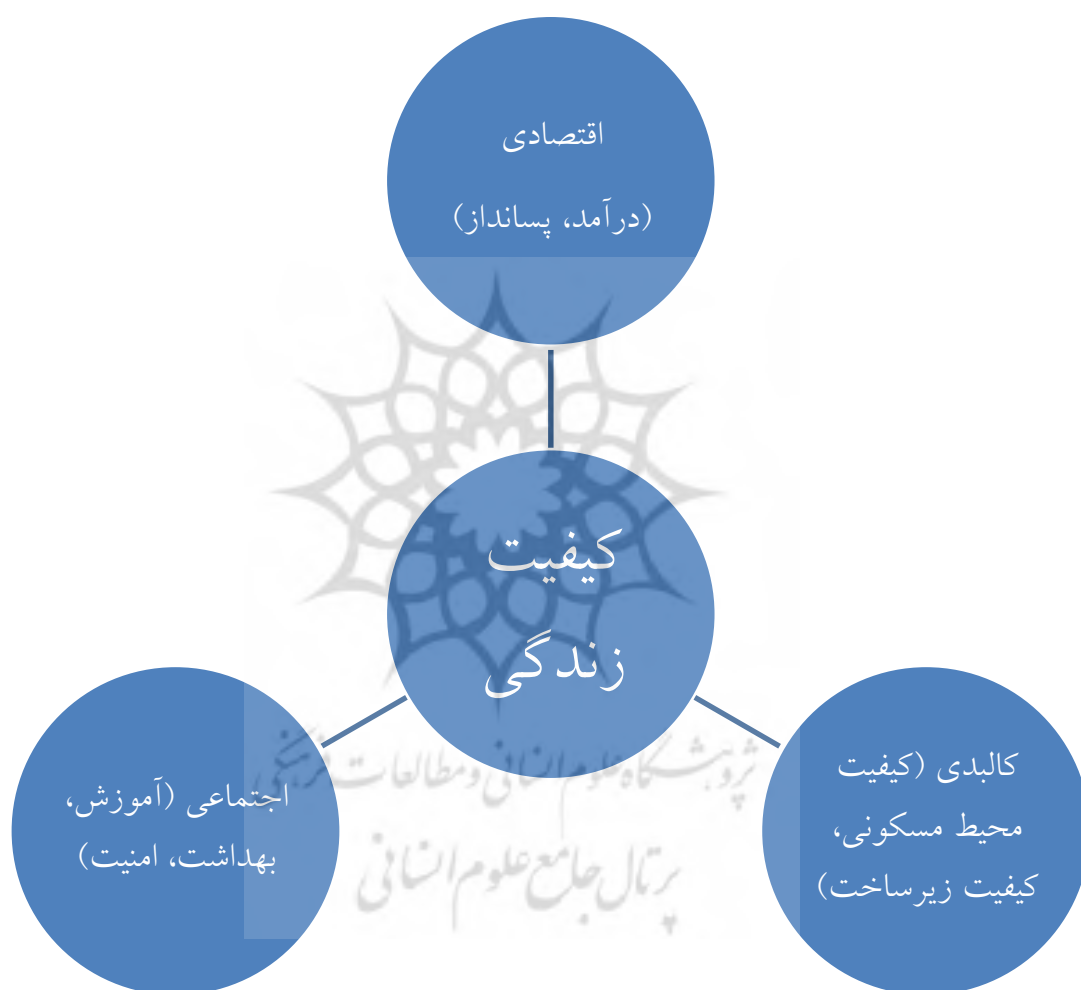 اقتصادی
(درآمد، پسانداز)
کیفیت
زندگی
کالبدی (کیفیت
محیط مسکونی،
کیفیت زیرساخت)
اجتماعی (آموزش،
بهداشت، امنیت)
پژوهشگاه علوم انسانی و مطالعات فرهنگی
پرتال جامع علوم انسانی